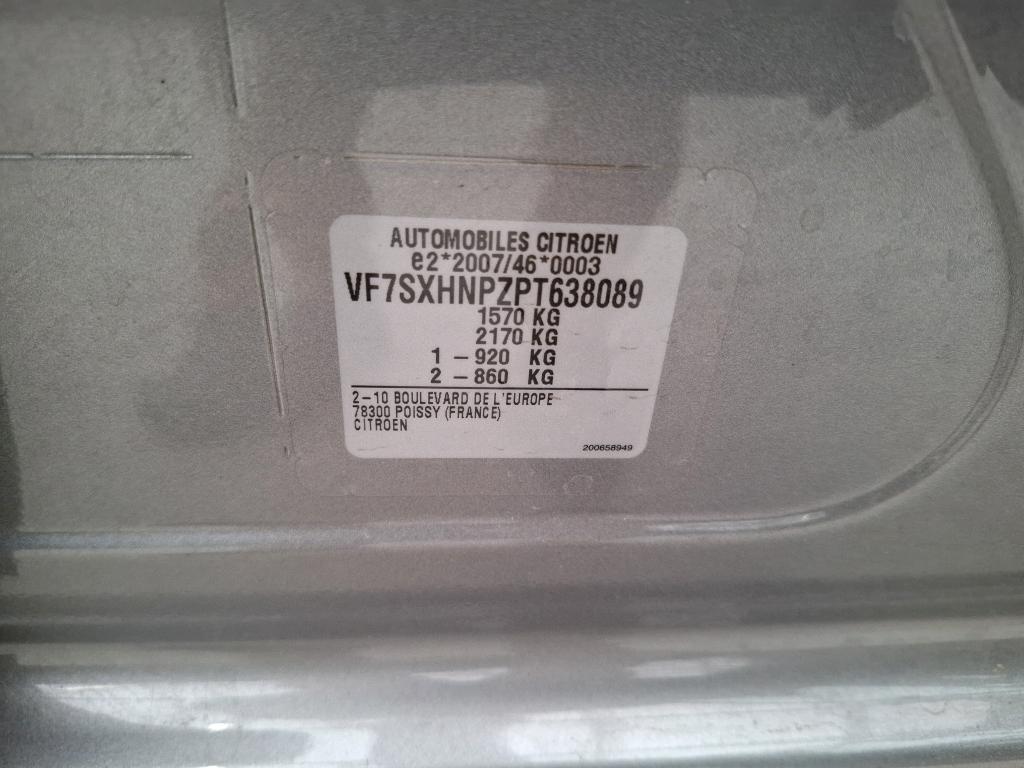 AUTOMOBILES CITROEN
e2*2007/46*0003
VF7SXHNPZPT638089
1570 KG
2170 KG
1 – 920 KG
2 – 860 KG
2–10 BOULEVARD DE L'EUROPE
78300 POISSY (FRANCE)
CITROEN
200658949